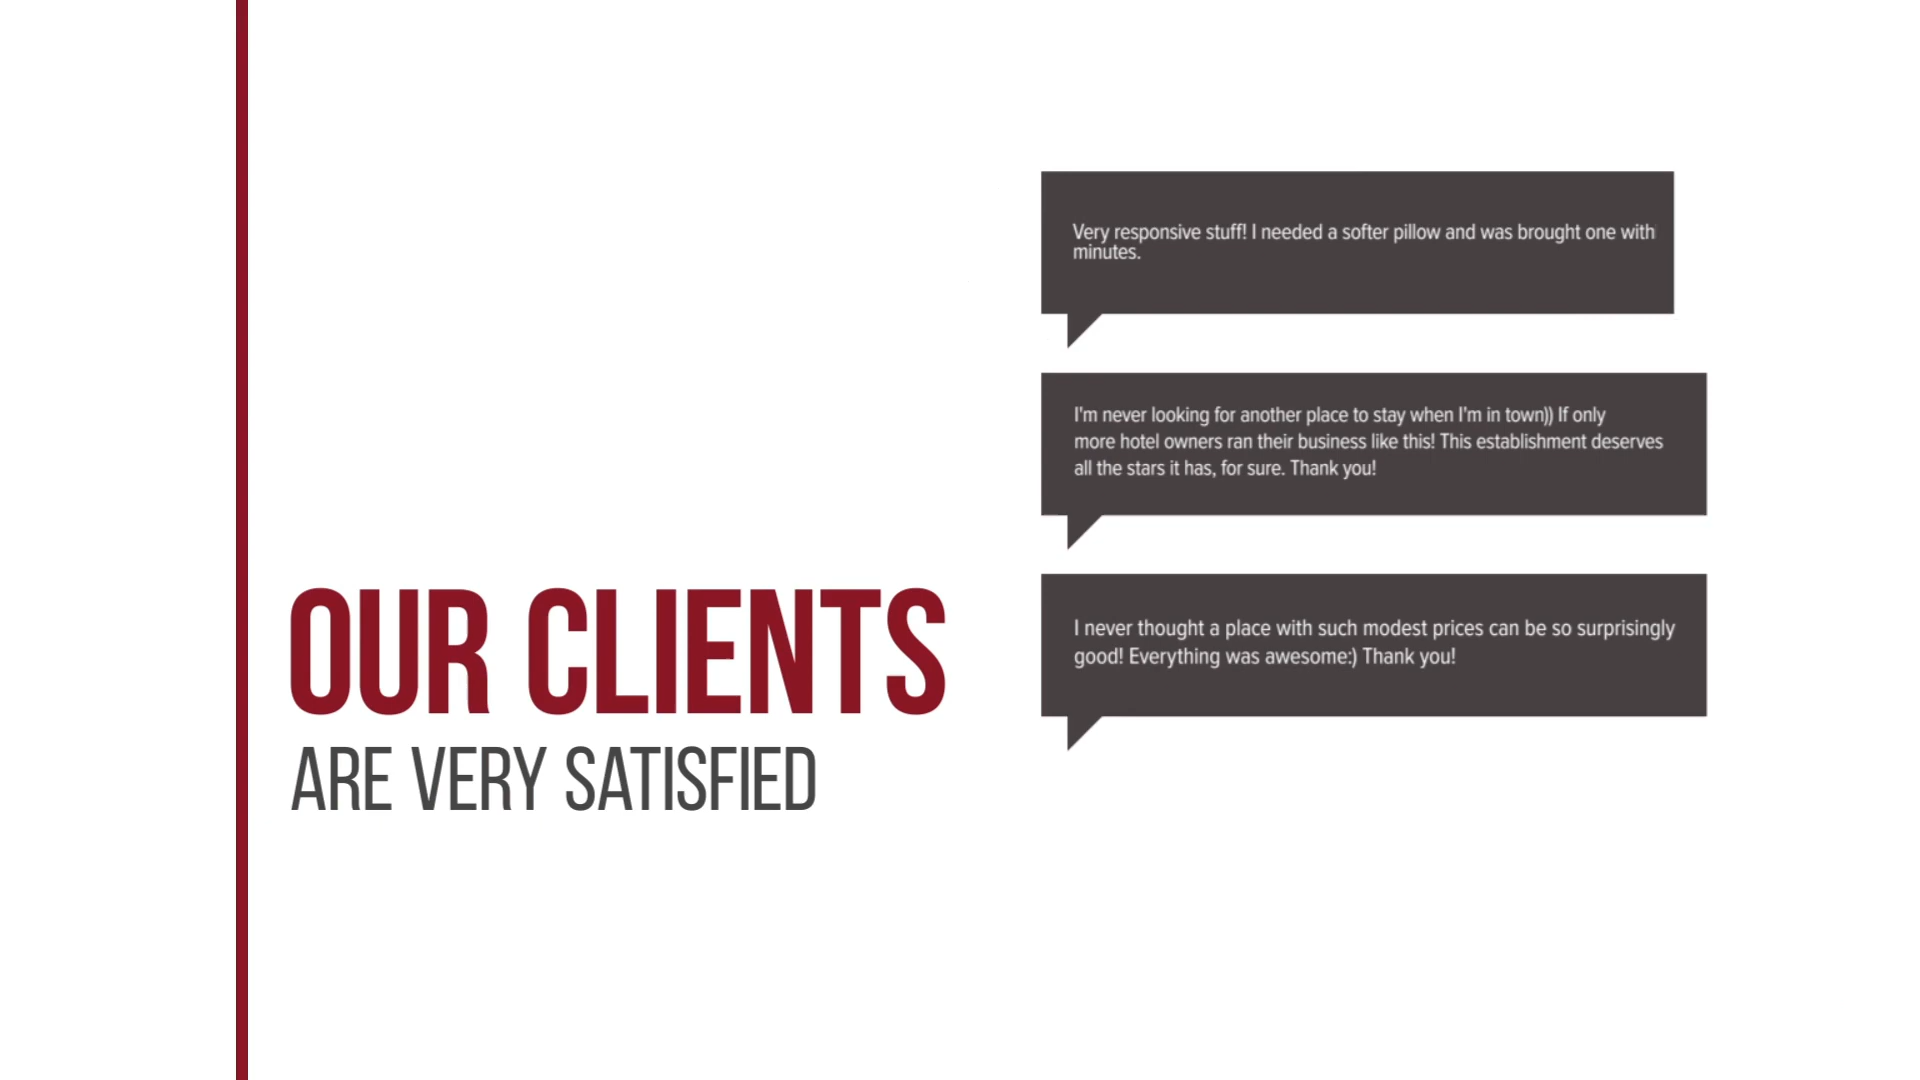 OUR CLIENTS
ARE VERY SATISFIED
Very responsive stuff! I needed a softer pillow and was brought one with
minutes.
I'm never looking for another place to stay when I'm in town)) If only
more hotel owners ran their business like this! This establishment deserves
all the stars it has, for sure. Thank you!
I never thought a place with such modest prices can be so surprisingly
good! Everything was awesome:) Thank you!